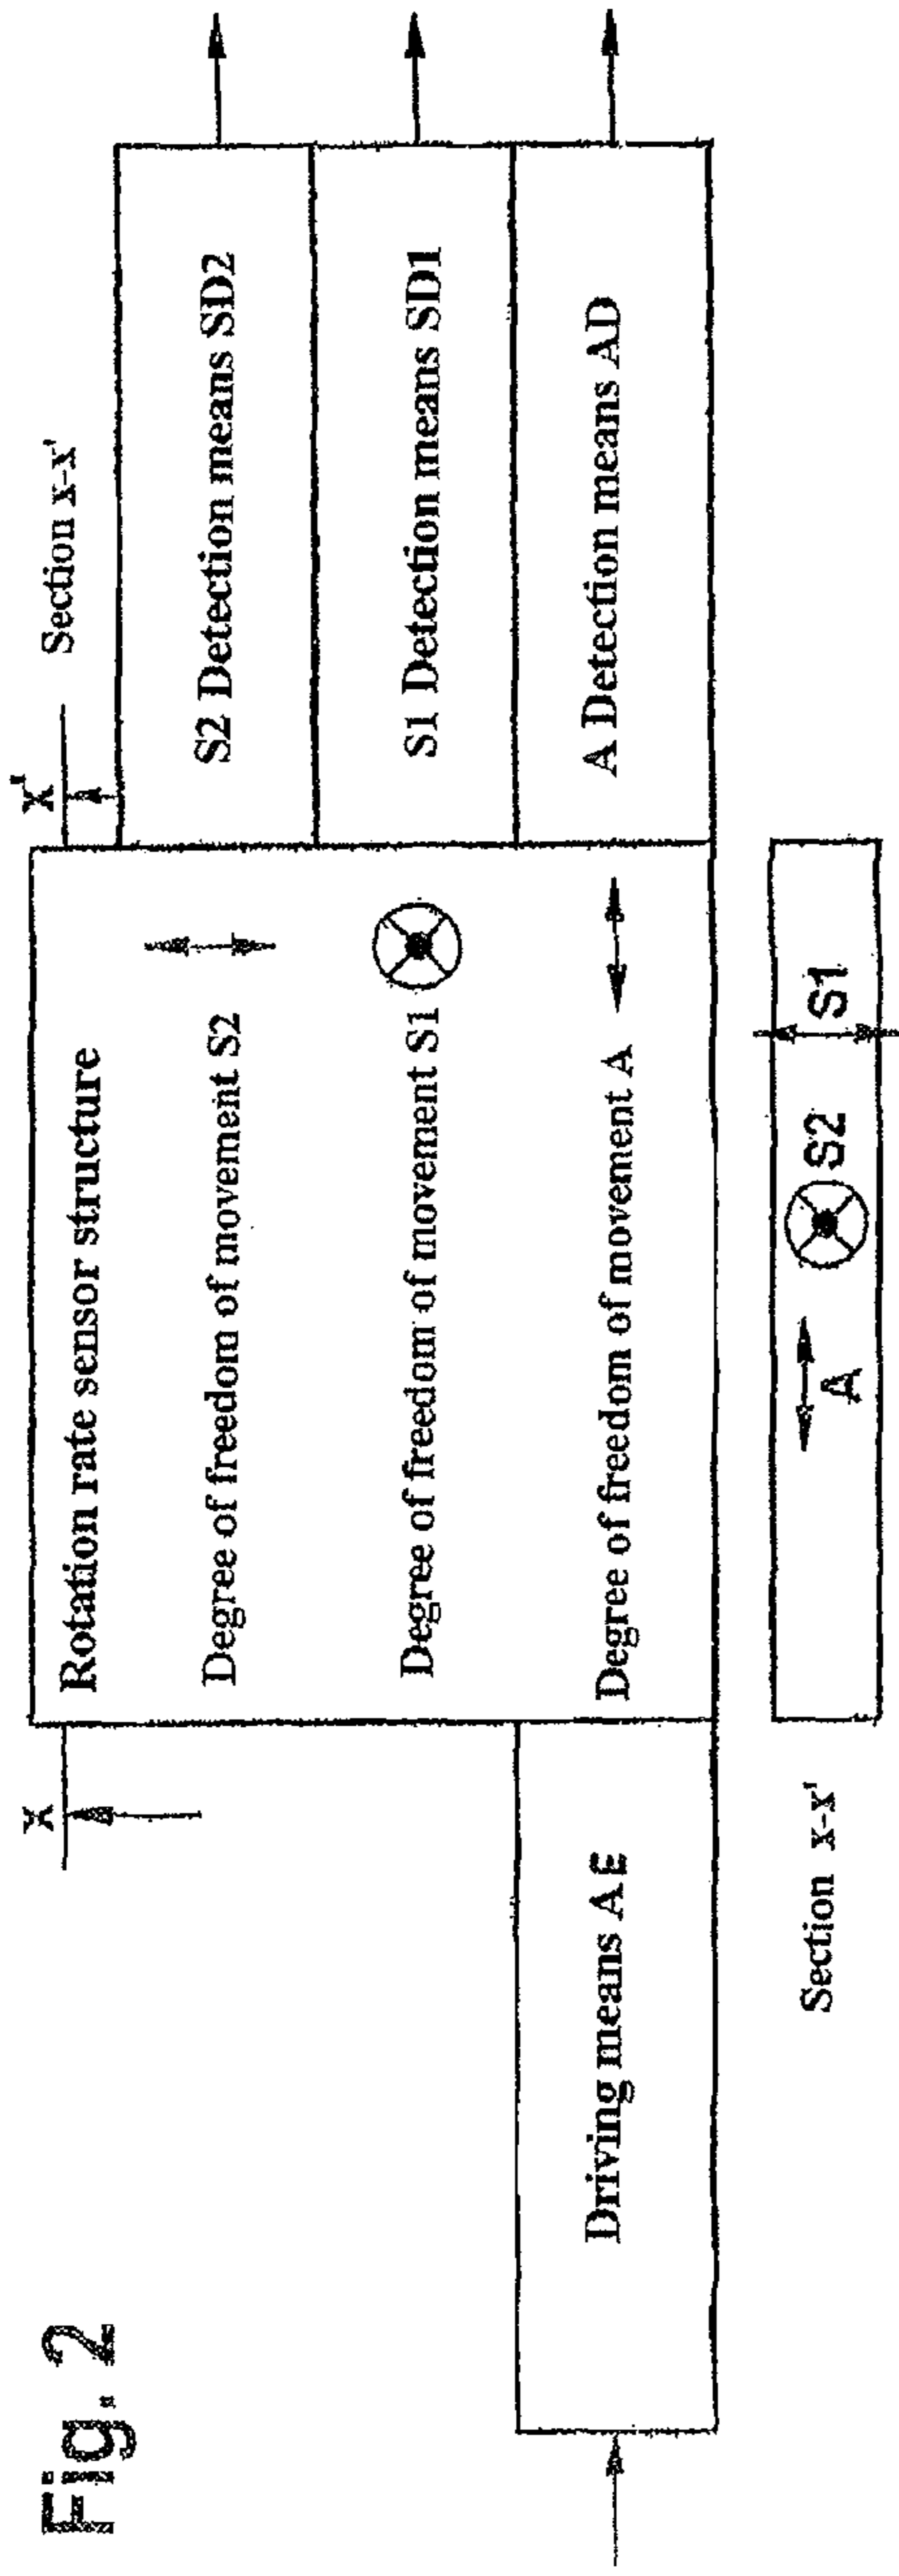 Fig. 2
X
X'
Section x-x'
Rotation rate sensor structure
Degree of freedom of movement S2
S2 Detection means SD2
Degree of freedom of movement S1
S1 Detection means SD1
Driving means AE
Degree of freedom of movement A
A Detection means AD
Section x-x'
A
S2
S1